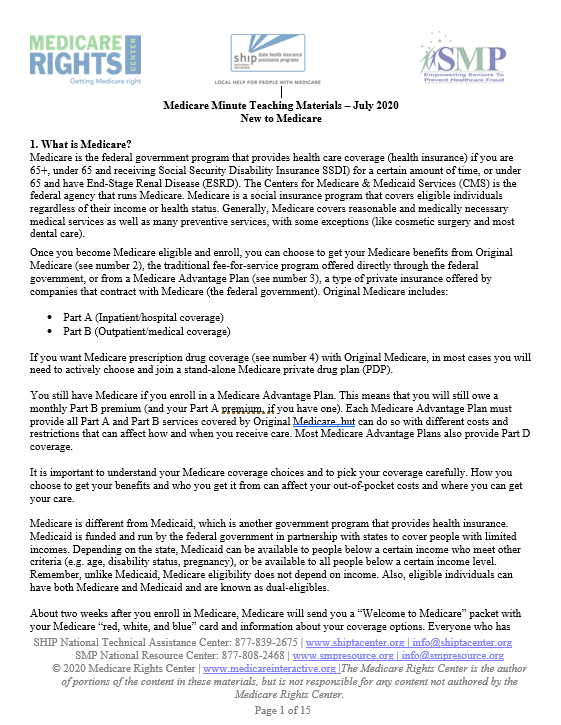 MEDICARE
RIGHTS CENTER
Getting Medicare right
ship state health insurance assistance programs
NATIONAL NETWORK
LOCAL HELP FOR PEOPLE WITH MEDICARE
SMP
Empowering Seniors To
Prevent Healthcare Fraud
Medicare Minute Teaching Materials – July 2020
New to Medicare
1. What is Medicare?
Medicare is the federal government program that provides health care coverage (health insurance) if you are
65+, under 65 and receiving Social Security Disability Insurance SSDI) for a certain amount of time, or under
65 and have End-Stage Renal Disease (ESRD). The Centers for Medicare & Medicaid Services (CMS) is the
federal agency that runs Medicare. Medicare is a social insurance program that covers eligible individuals
regardless of their income or health status. Generally, Medicare covers reasonable and medically necessary
medical services as well as many preventive services, with some exceptions (like cosmetic surgery and most
dental care).
Once you become Medicare eligible and enroll, you can choose to get your Medicare benefits from Original
Medicare (see number 2), the traditional fee-for-service program offered directly through the federal
government, or from a Medicare Advantage Plan (see number 3), a type of private insurance offered by
companies that contract with Medicare (the federal government). Original Medicare includes:
• Part A (Inpatient/hospital coverage)
• Part B (Outpatient/medical coverage)
If you want Medicare prescription drug coverage (see number 4) with Original Medicare, in most cases you will
need to actively choose and join a stand-alone Medicare private drug plan (PDP).
You still have Medicare if you enroll in a Medicare Advantage Plan. This means that you will still owe a
monthly Part B premium (and your Part A premium, if you have one). Each Medicare Advantage Plan must
provide all Part A and Part B services covered by Original Medicare, but can do so with different costs and
restrictions that can affect how and when you receive care. Most Medicare Advantage Plans also provide Part D
coverage.
It is important to understand your Medicare coverage choices and to pick your coverage carefully. How you
choose to get your benefits and who you get it from can affect your out-of-pocket costs and where you can get
your care.
Medicare is different from Medicaid, which is another government program that provides health insurance.
Medicaid is funded and run by the federal government in partnership with states to cover people with limited
incomes. Depending on the state, Medicaid can be available to people below a certain income who meet other
criteria (e.g. age, disability status, pregnancy), or be available to all people below a certain income level.
Remember, unlike Medicaid, Medicare eligibility does not depend on income. Also, eligible individuals can
have both Medicare and Medicaid and are known as dual-eligibles.
About two weeks after you enroll in Medicare, Medicare will send you a “Welcome to Medicare” packet with
your Medicare “red, white, and blue” card and information about your coverage options. Everyone who has
SHIP National Technical Assistance Center: 877-839-2675 | www.shiptacenter.org | info@shiptacenter.org
SMP National Resource Center: 877-808-2468 | www.smpresource.org | info@smpresource.org
© 2020 Medicare Rights Center | www.medicareinteractive.org |The Medicare Rights Center is the author
of portions of the content in these materials, but is not responsible for any content not authored by the
Medicare Rights Center.
Page 1 of 15